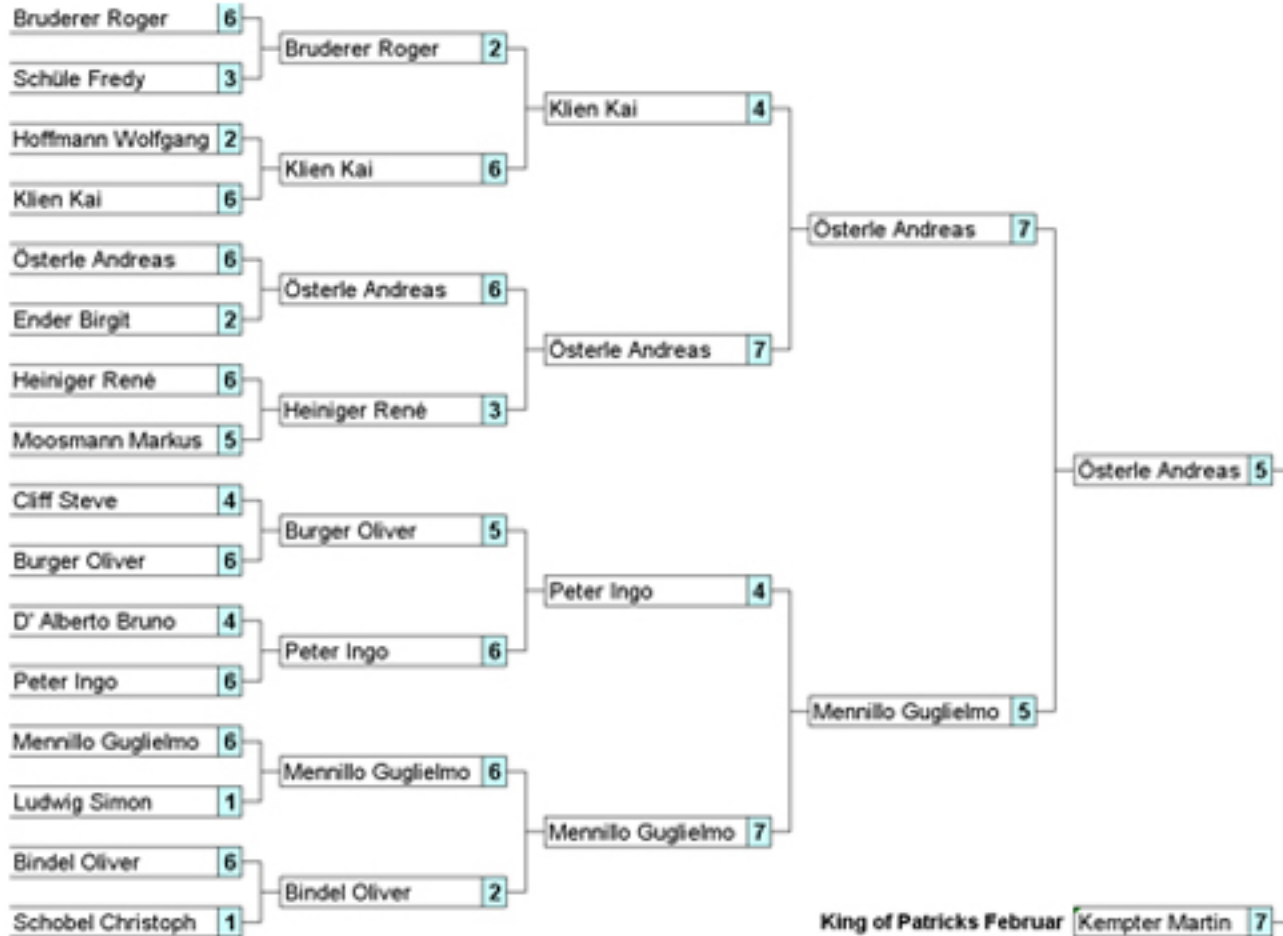 Bruderer Roger 6
Schüle Fredy 3
Hoffmann Wolfgang 2
Klien Kai 6
Österle Andreas 6
Ender Birgit 2
Heiniger René 6
Moosmann Markus 5
Cliff Steve 4
Burger Oliver 6
D' Alberto Bruno 4
Peter Ingo 6
Mennillo Guglielmo 6
Ludwig Simon 1
Bindel Oliver 6
Schobel Christoph 1
Bruderer Roger 2
Klien Kai 6
Österle Andreas 6
Heiniger René 3
Burger Oliver 5
Peter Ingo 6
Mennillo Guglielmo 6
Bindel Oliver 2
Klien Kai 4
Österle Andreas 7
Peter Ingo 4
Mennillo Guglielmo 7
Österle Andreas 7
Mennillo Guglielmo 5
Österle Andreas 5
King of Patricks Februar Kempter Martin 7